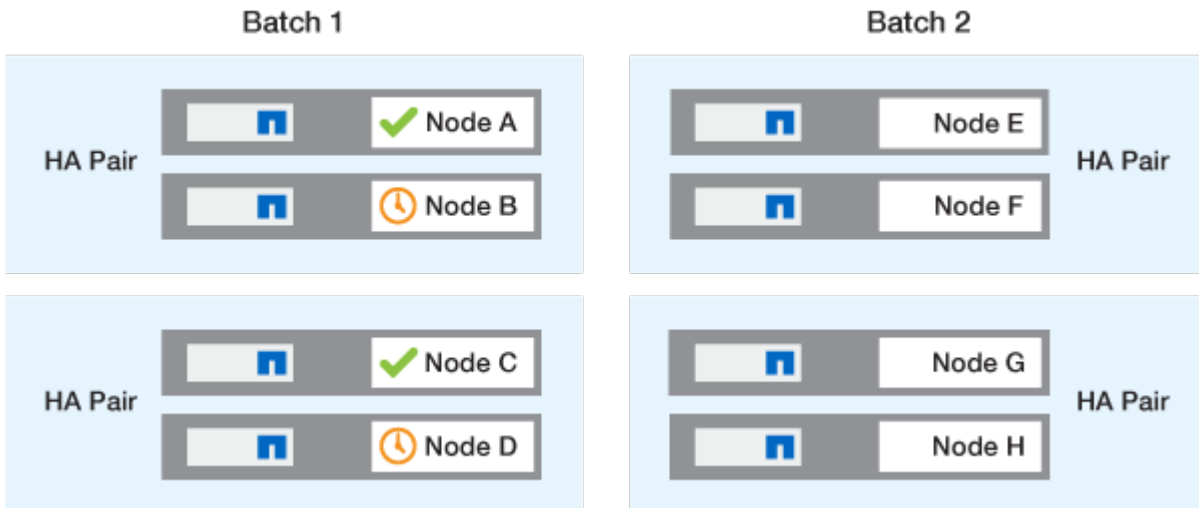 Batch 1
HA Pair
Node A
Node B
HA Pair
Node C
Node D
Batch 2
Node E
Node F
HA Pair
Node G
Node H
HA Pair